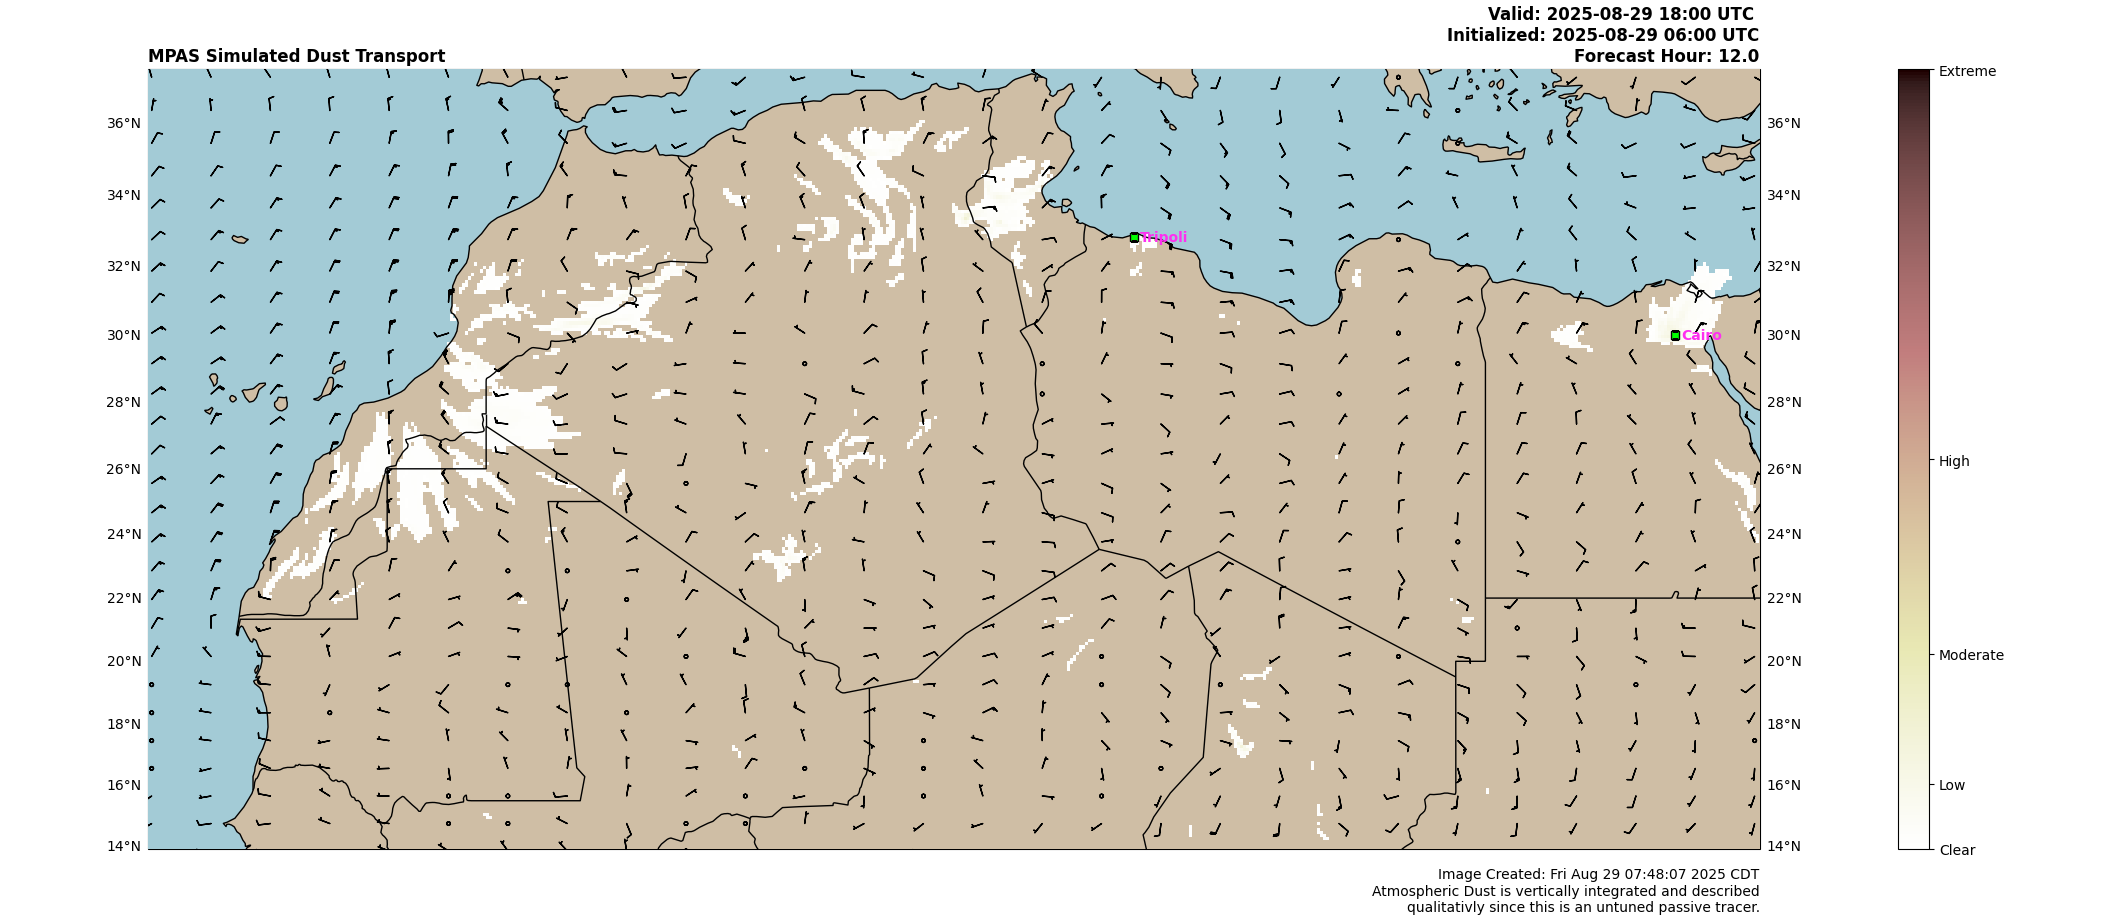 Valid: 2025-08-29 18:00 UTC
Initialized: 2025-08-29 06:00 UTC
MPAS Simulated Dust Transport
Forecast Hour: 12.0
Extreme
36°N
36°N
34°N
34°N
Tripoli
32°N
32°N
30°N
Cairo
30°N
28°N
28°N
High
26°N
26°N
24°N
24°N
22°N
22°N
Moderate
20°N
20°N
18°N
18°N
16°N
16°N
Low
14°N
14°N
Clear
Image Created: Fri Aug 29 07:48:07 2025 CDT
Atmospheric Dust is vertically integrated and described
qualitativly since this is an untuned passive tracer.